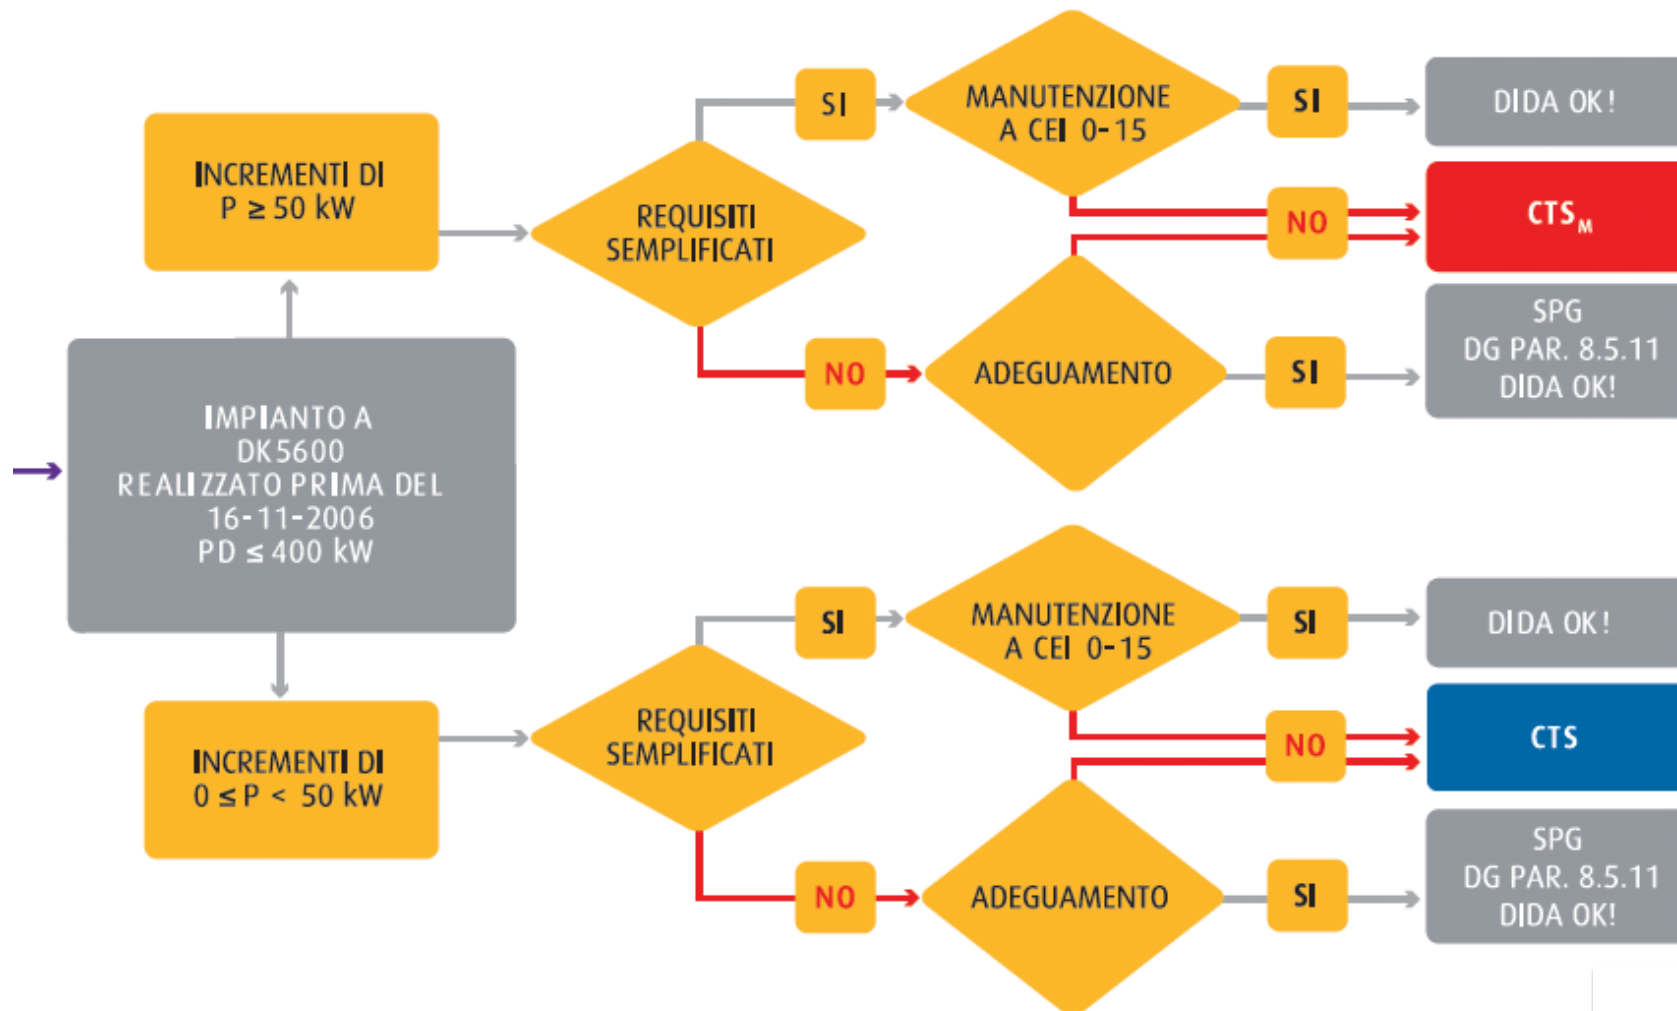 INCREMENTI DI
P ≥ 50 kW
REQUISITI
SEMPLIFICATI
SI
MANUTENZIONE
A CEI 0-15
SI
DIDA OK!
NO
CTSM
NO
ADEGUAMENTO
SI
SPG
DG PAR. 8.5.11
DIDA OK!
IMPIANTO A
DK5600
REALIZZATO PRIMA DEL
16-11-2006
PD ≤ 400 kW
INCREMENTI DI
0 ≤ P < 50 kW
REQUISITI
SEMPLIFICATI
SI
MANUTENZIONE
A CEI 0-15
SI
DIDA OK!
NO
CTS
NO
ADEGUAMENTO
SI
SPG
DG PAR. 8.5.11
DIDA OK!